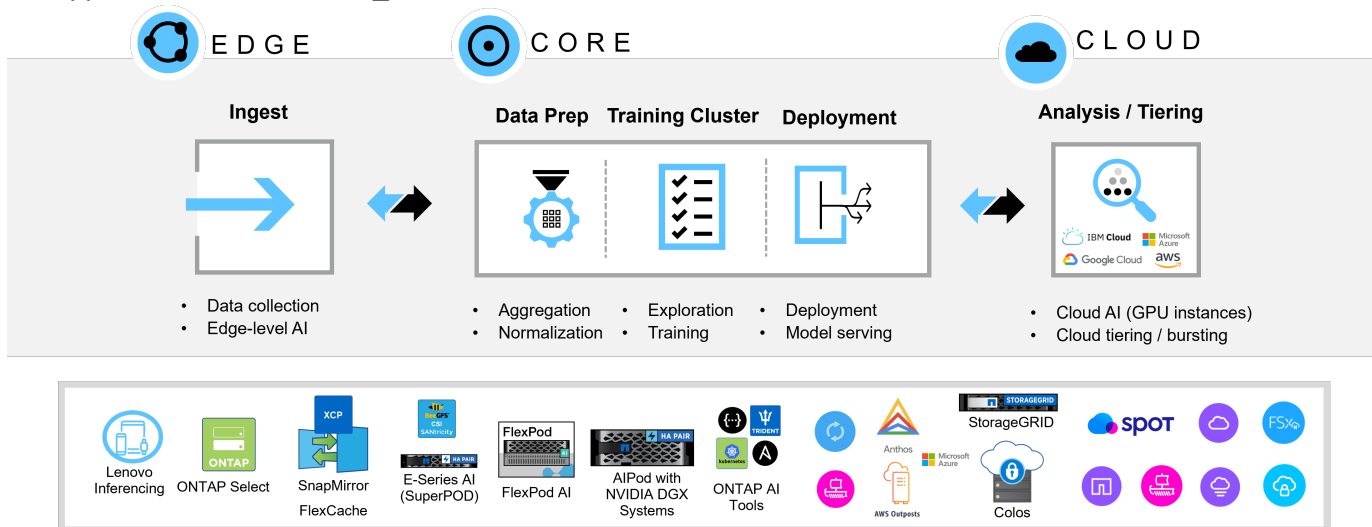 EDGE
CORE
CLOUD
Ingest
Data Prep
Training Cluster
Deployment
Analysis / Tiering
IBM Cloud
Microsoft
Azure
Google Cloud
aws
• Data collection
• Edge-level AI
• Aggregation
• Normalization
• Exploration
• Training
• Deployment
• Model serving
• Cloud AI (GPU instances)
• Cloud tiering / bursting
Lenovo
Inferencing
ONTAP
ONTAP Select
XCP
SnapMirror
FlexCache
BeeGFS
CSI
SANtricity
HA PAIR
E-Series AI
(SuperPOD)
FlexPod
AI
FlexPod AI
HA PAIR
AIPod with
NVIDIA DGX
Systems
TRIDENT
kubernetes
ONTAP AI
Tools
Anthos
Microsoft
Azure
AWS Outposts
STORAGEGRID
StorageGRID
Colos
spot
FSx